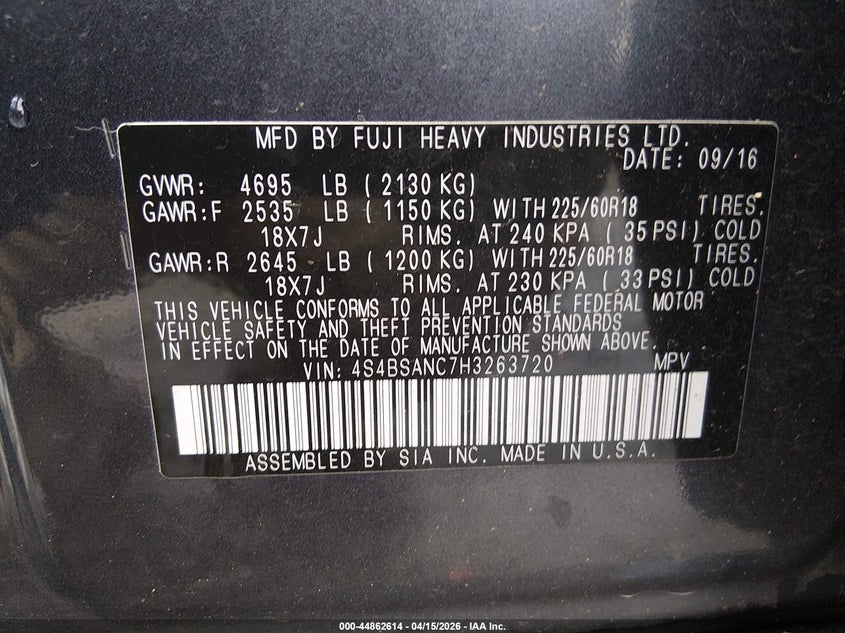 MFD BY FUJI HEAVY INDUSTRIES LTD.
DATE: 09/16
GVWR: 4695 LB ( 2130 KG)
GAWR:F 2535 LB ( 1150 KG) WITH 225/60R18 TIRES.
18X7J RIMS. AT 240 KPA ( 35 PSI) COLD
GAWR:R 2645 LB ( 1200 KG) WITH 225/60R18 TIRES.
18X7J RIMS. AT 230 KPA ( 33 PSI) COLD
THIS VEHICLE CONFORMS TO ALL APPLICABLE FEDERAL MOTOR
VEHICLE SAFETY AND THEFT PREVENTION STANDARDS
IN EFFECT ON THE DATE OF MANUFACTURE SHOWN ABOVE.
VIN: 4S4BSANC7H3263720 MPV
ASSEMBLED BY SIA INC. MADE IN U.S.A.
000-44862614 - 04/15/2026 - IAA Inc.